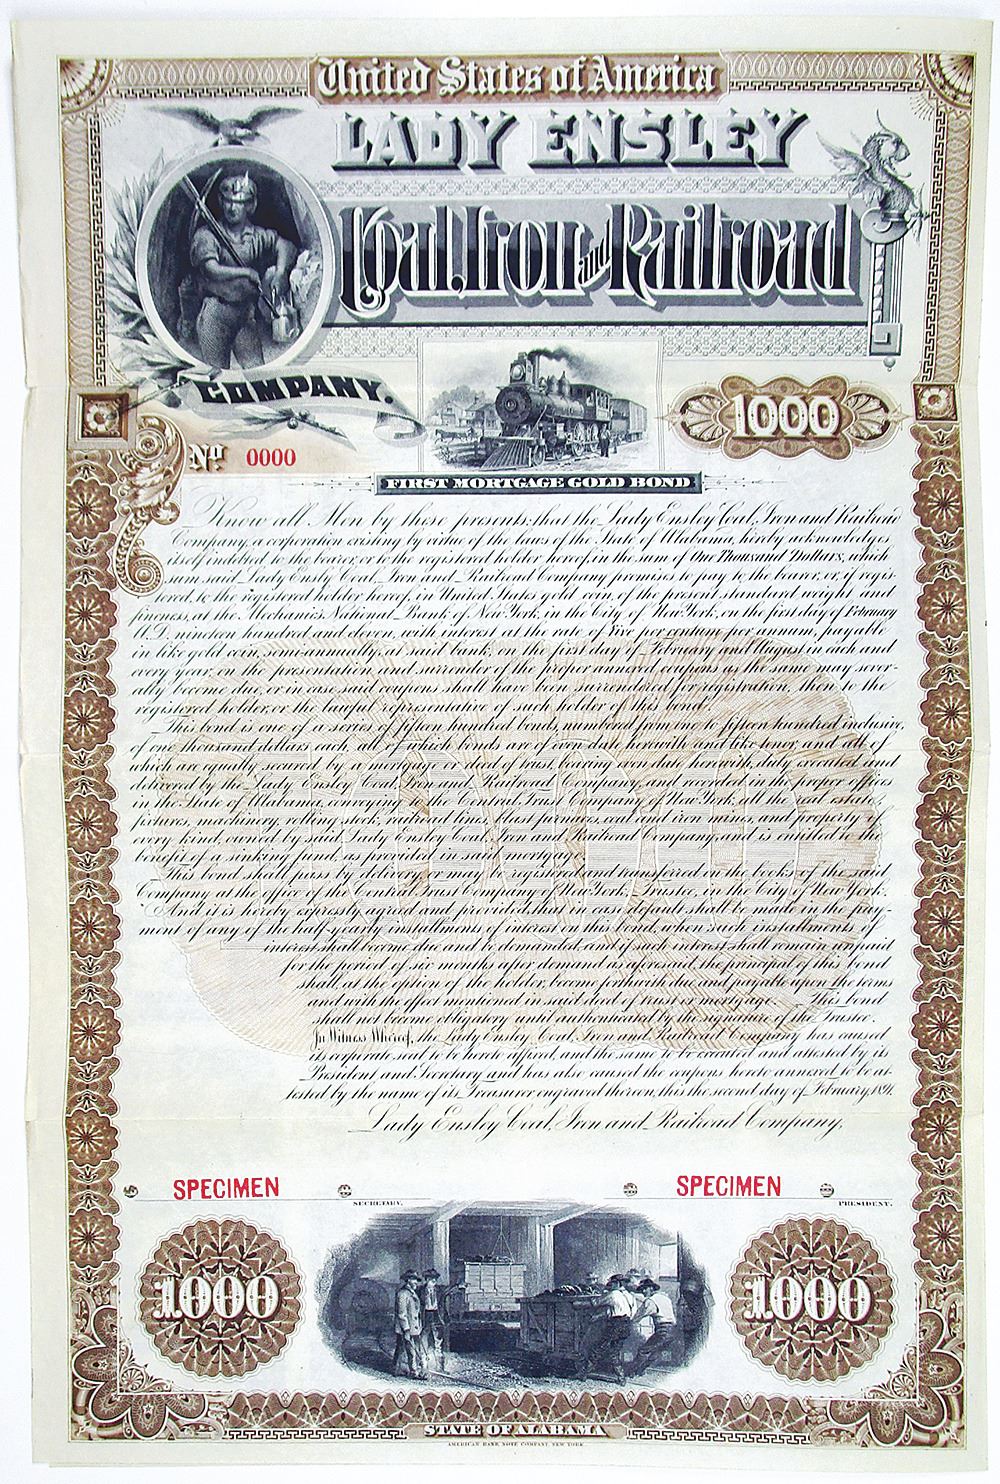 United States of America
LADY ENSLEY
Coal, Iron and Railroad
COMPANY.
1000
Nº 0000
FIRST MORTGAGE GOLD BOND
Know all Men by these presents; that the Lady Ensley Coal, Iron and Railroad
Company, a corporation existing by virtue of the laws of the State of Alabama, hereby acknowledges
itself indebted to the bearer, or to the registered holder hereof, in the sum of One Thousand Dollars, which
sum said Lady Ensly Coal, Iron and Railroad Company promises to pay to the bearer, or, if regis-
tered, to the registered holder hereof, in United States gold coin, of the present standard weight and
fineness, at the Mechanics National Bank of New York, in the City of New York, on the first day of February
A.D. nineteen hundred and eleven, with interest at the rate of Five per centum per annum, payable
in like gold coin, semi-annually, at said bank, on the first day of February and August in each and
every year, on the presentation and surrender of the proper annexed coupons as the same may sever-
ally become due, or in case said coupons shall have been surrendered for registration, then to the
registered holder, or the lawful representative of such holder of this bond.
This bond is one of a series of fifteen hundred bonds, numbered from one to fifteen hundred inclusive,
of one thousand dollars each, all of which bonds are of even date herewith and like tenor, and all of
which are equally secured by a mortgage or deed of trust, bearing even date herewith, duly executed and
delivered by the Lady Ensley Coal, Iron and Railroad Company, and recorded in the proper offices
in the State of Alabama, conveying to the Central Trust Company of New York, all the real estate,
fixtures, machinery, rolling stock, railroad lines, blast furnaces, coal and iron mines, and property of
every kind, owned by said Lady Ensley Coal, Iron and Railroad Company, and is entitled to the
benefit of a sinking fund, as provided in said mortgage.
This bond shall pass by delivery, or may be registered and transferred on the books of the said
Company at the office of the Central Trust Company of New York, Trustee, in the City of New York.
And it is hereby expressly agreed and provided, that in case default shall be made in the pay-
ment of any of the half-yearly installments of interest on this bond, when such installments of
interest shall become due and be demanded, and if such interest shall remain unpaid
for the period of six months after demand as aforesaid the principal of this bond
shall, at the option of the holder, become forthwith due and payable upon the terms
and with the effect mentioned in said deed of trust or mortgage. This bond
shall not become obligatory until authenticated by the signature of the Trustee.
In Witness Whereof, the Lady Ensley Coal, Iron and Railroad Company has caused
its corporate seal to be hereto affixed, and the same to be executed and attested by its
President and Secretary and has also caused the coupons hereto annexed to be at-
tested by the name of its Treasurer engraved thereon, this the second day of February, 1891.
Lady Ensley Coal, Iron and Railroad Company,
SPECIMEN SPECIMEN
SECRETARY. PRESIDENT.
1000 1000
STATE OF ALABAMA
AMERICAN BANK NOTE COMPANY, NEW YORK.